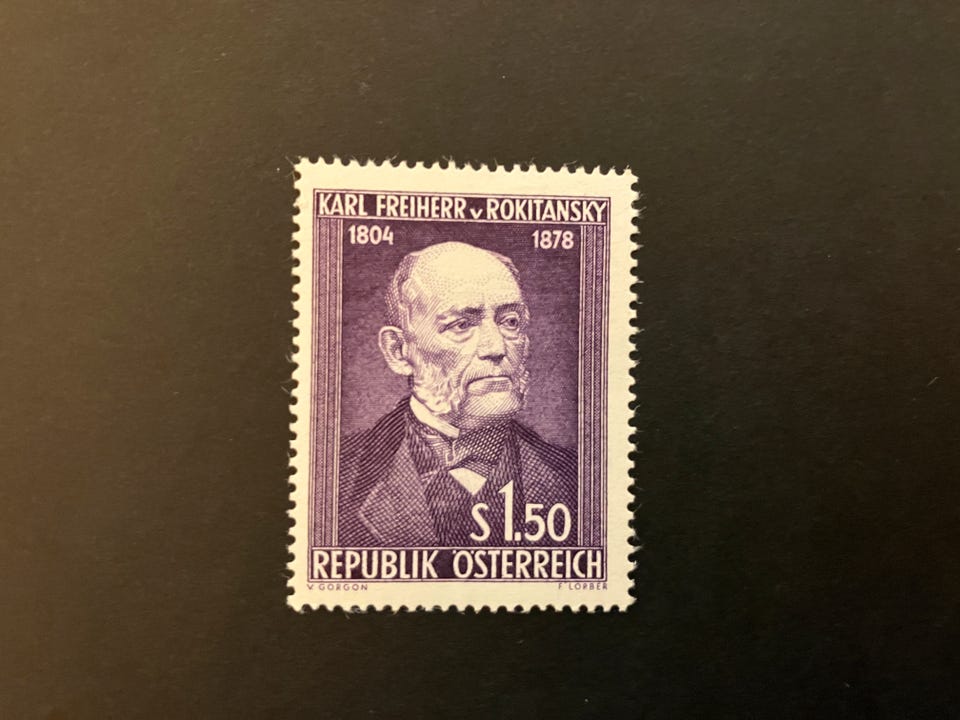 KARL FREIHERR v ROKITANSKY
1804 1878
S 1.50
REPUBLIK ÖSTERREICH
V GORGON F LORBER